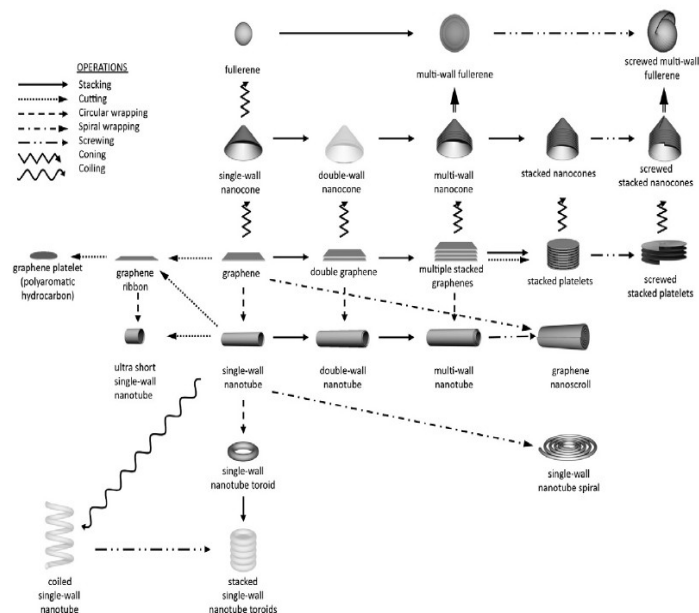 OPERATIONS
Stacking
Cutting
Circular wrapping
Spiral wrapping
Screwing
Coning
Coiling
fullerene
multi-wall fullerene
screwed multi-wall
fullerene
single-wall
nanocone
double-wall
nanocone
multi-wall
nanocone
stacked nanocones
screwed
stacked nanocones
graphene platelet
(polyaromatic
hydrocarbon)
graphene
ribbon
graphene
double graphene
multiple stacked
graphenes
stacked platelets
screwed
stacked platelets
ultra short
single-wall
nanotube
single-wall
nanotube
double-wall
nanotube
multi-wall
nanotube
graphene
nanoscroll
single-wall
nanotube toroid
single-wall
nanotube spiral
coiled
single-wall
nanotube
stacked
single-wall
nanotube toroids